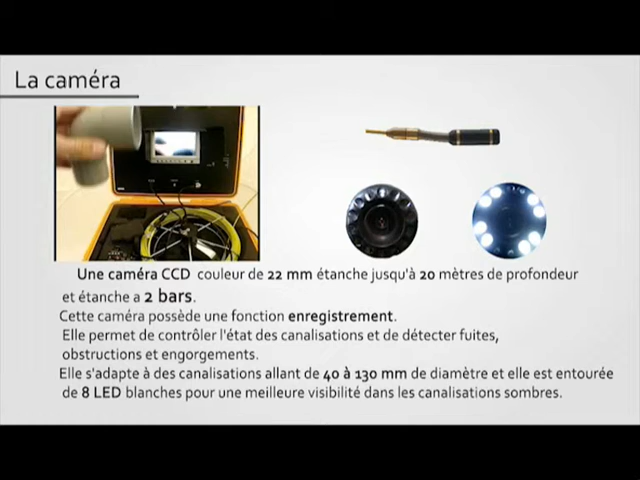 La caméra
Une caméra CCD couleur de 22 mm étanche jusqu'à 20 mètres de profondeur
et étanche a 2 bars.
Cette caméra possède une fonction enregistrement.
Elle permet de contrôler l'état des canalisations et de détecter fuites,
obstructions et engorgements.
Elle s'adapte à des canalisations allant de 40 à 130 mm de diamètre et elle est entourée
de 8 LED blanches pour une meilleure visibilité dans les canalisations sombres.